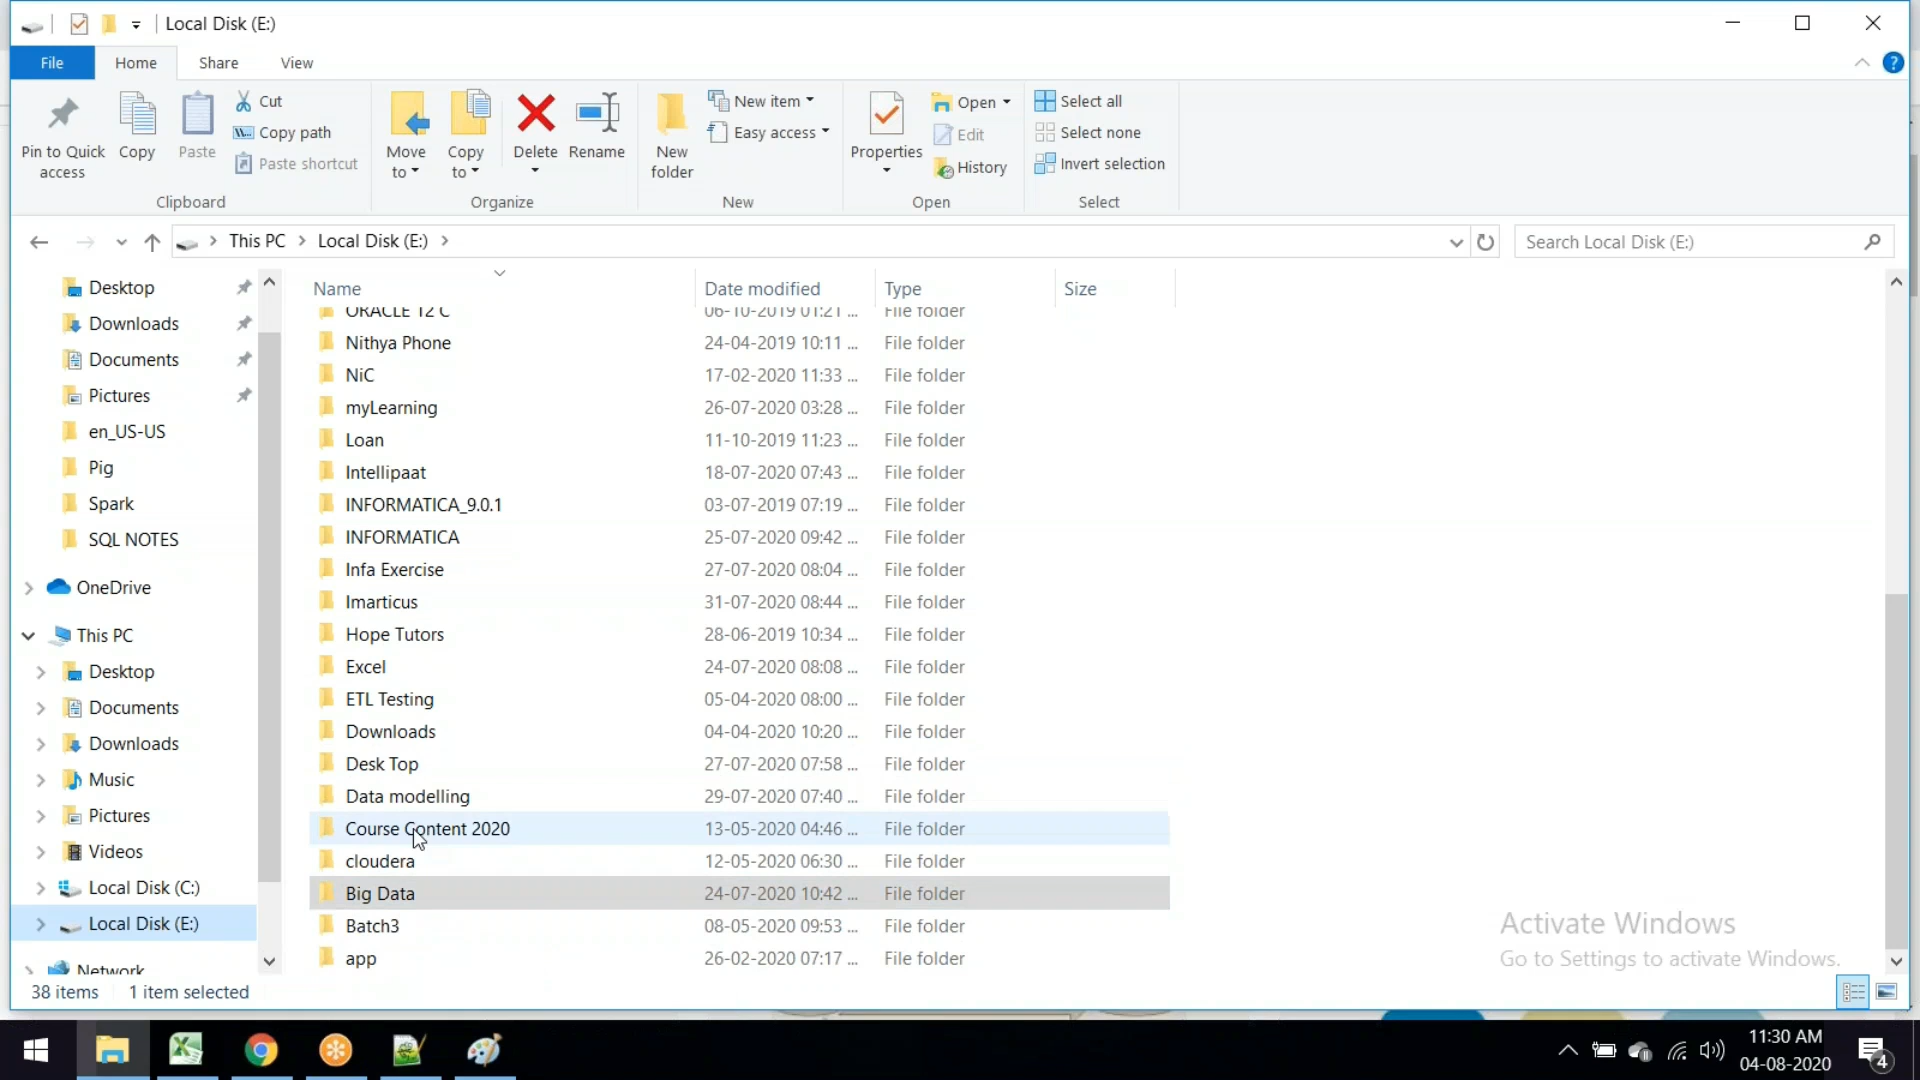 Local Disk (E:)
File Home Share View
Pin to Quick access
Copy
Paste
Cut
Copy path
Paste shortcut
Clipboard
Move to
Copy to
Delete
Rename
Organize
New folder
New item
Easy access
New
Properties
Open
Edit
History
Open
Select all
Select none
Invert selection
Select
This PC > Local Disk (E:) >
Search Local Disk (E:)
Desktop
Downloads
Documents
Pictures
en_US-US
Pig
Spark
SQL NOTES
OneDrive
This PC
Desktop
Documents
Downloads
Music
Pictures
Videos
Local Disk (C:)
Local Disk (E:)
Network
Name Date modified Type Size
ORACLE 12 C 06-10-2019 01:21 ... File folder
Nithya Phone 24-04-2019 10:11 ... File folder
NiC 17-02-2020 11:33 ... File folder
myLearning 26-07-2020 03:28 ... File folder
Loan 11-10-2019 11:23 ... File folder
Intellipaat 18-07-2020 07:43 ... File folder
INFORMATICA_9.0.1 03-07-2019 07:19 ... File folder
INFORMATICA 25-07-2020 09:42 ... File folder
Infa Exercise 27-07-2020 08:04 ... File folder
Imarticus 31-07-2020 08:44 ... File folder
Hope Tutors 28-06-2019 10:34 ... File folder
Excel 24-07-2020 08:08 ... File folder
ETL Testing 05-04-2020 08:00 ... File folder
Downloads 04-04-2020 10:20 ... File folder
Desk Top 27-07-2020 07:58 ... File folder
Data modelling 29-07-2020 07:40 ... File folder
Course Content 2020 13-05-2020 04:46 ... File folder
cloudera 12-05-2020 06:30 ... File folder
Big Data 24-07-2020 10:42 ... File folder
Batch3 08-05-2020 09:53 ... File folder
app 26-02-2020 07:17 ... File folder
Activate Windows
Go to Settings to activate Windows.
38 items 1 item selected
11:30 AM
04-08-2020
4